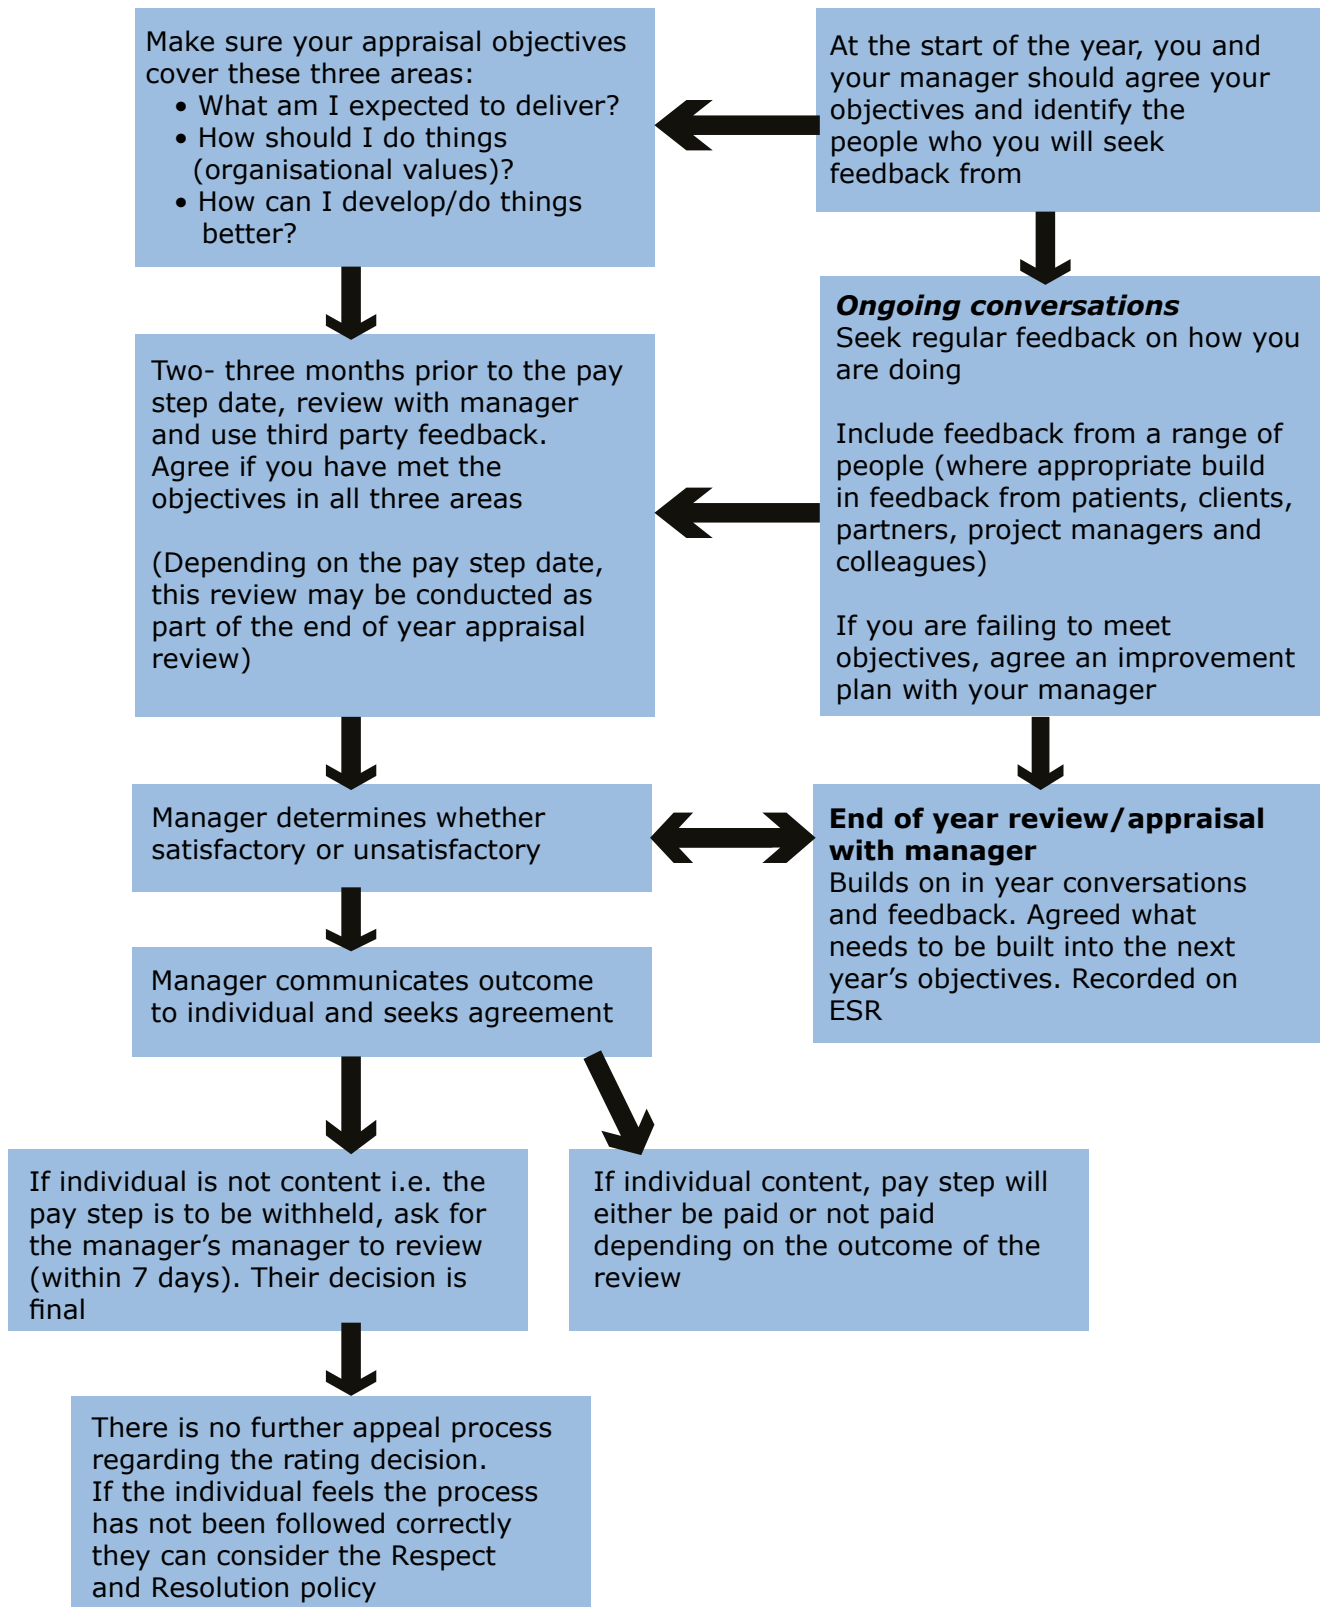 Make sure your appraisal objectives
cover these three areas:
• What am I expected to deliver?
• How should I do things
(organisational values)?
• How can I develop/do things
better?
At the start of the year, you and
your manager should agree your
objectives and identify the
people who you will seek
feedback from
Two- three months prior to the pay
step date, review with manager
and use third party feedback.
Agree if you have met the
objectives in all three areas
(Depending on the pay step date,
this review may be conducted as
part of the end of year appraisal
review)
Ongoing conversations
Seek regular feedback on how you
are doing
Include feedback from a range of
people (where appropriate build
in feedback from patients, clients,
partners, project managers and
colleagues)
If you are failing to meet
objectives, agree an improvement
plan with your manager
Manager determines whether
satisfactory or unsatisfactory
End of year review/appraisal
with manager
Builds on in year conversations
and feedback. Agreed what
needs to be built into the next
year’s objectives. Recorded on
ESR
Manager communicates outcome
to individual and seeks agreement
If individual is not content i.e. the
pay step is to be withheld, ask for
the manager’s manager to review
(within 7 days). Their decision is
final
If individual content, pay step will
either be paid or not paid
depending on the outcome of the
review
There is no further appeal process
regarding the rating decision.
If the individual feels the process
has not been followed correctly
they can consider the Respect
and Resolution policy